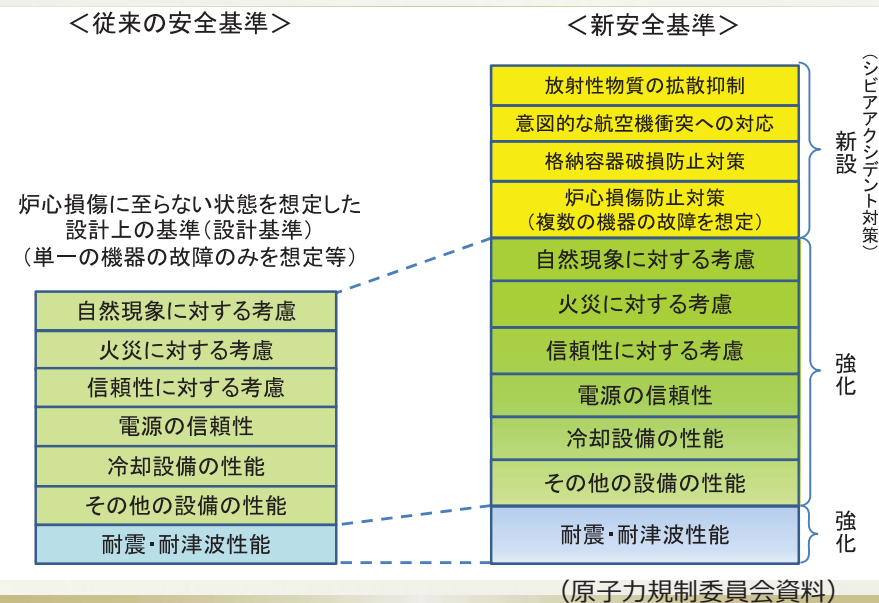 ＜従来の安全基準＞
炉心損傷に至らない状態を想定した
設計上の基準(設計基準)
(単一の機器の故障のみを想定等)
自然現象に対する考慮
火災に対する考慮
信頼性に対する考慮
電源の信頼性
冷却設備の性能
その他の設備の性能
耐震・耐津波性能
＜新安全基準＞
放射性物質の拡散抑制
意図的な航空機衝突への対応
格納容器破損防止対策
炉心損傷防止対策
(複数の機器の故障を想定)
自然現象に対する考慮
火災に対する考慮
信頼性に対する考慮
電源の信頼性
冷却設備の性能
その他の設備の性能
耐震・耐津波性能
新設
(シビアアクシデント対策)
強化
強化
(原子力規制委員会資料)